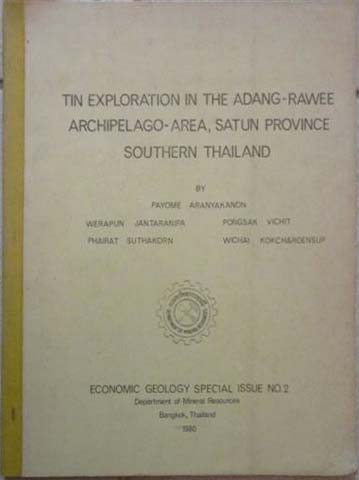 TIN EXPLORATION IN THE ADANG-RAWEE
ARCHIPELAGO-AREA, SATUN PROVINCE
SOUTHERN THAILAND
BY
PAYOME ARANYAKANON
WERAPUN JANTARANIPA PONGSAK VICHIT
PHAIRAT SUTHAKORN WICHAI KOKCHAROENSUP
ECONOMIC GEOLOGY SPECIAL ISSUE NO.2
Department of Mineral Resources
Bangkok, Thailand
1980